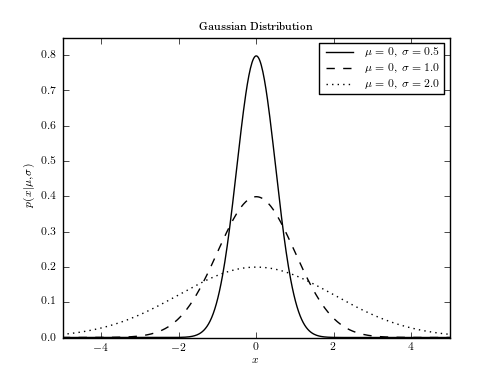 Gaussian Distribution
μ = 0, σ = 0.5
μ = 0, σ = 1.0
μ = 0, σ = 2.0
p(x|μ,σ)
0.8
0.7
0.6
0.5
0.4
0.3
0.2
0.1
0.0
−4 −2 0 2 4
x